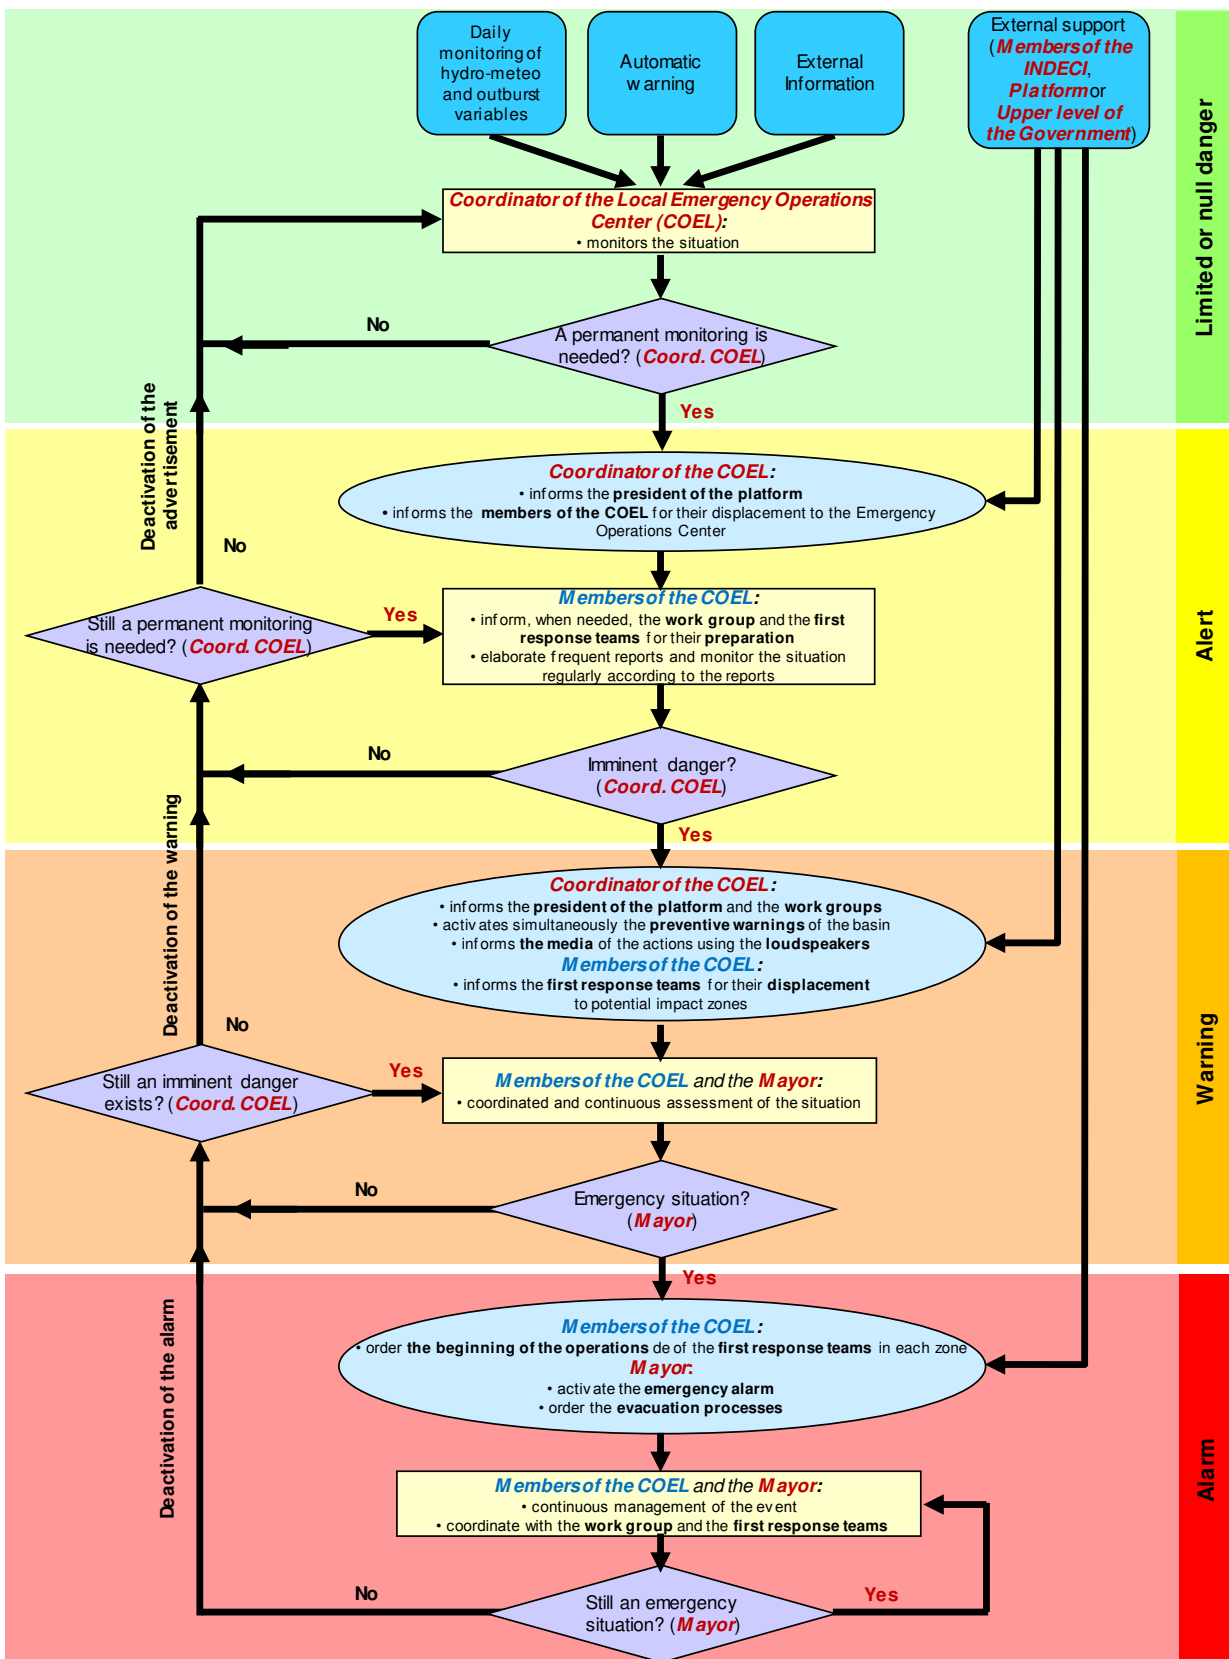 Daily
monitoring of
hydro-meteo
and outburst
variables
Automatic
warning
External
Information
External support
(Members of the
INDECI,
Platform or
Upper level of
the Government)
Limited or null danger
Coordinator of the Local Emergency Operations
Center (COEL):
• monitors the situation
No
A permanent monitoring is
needed? (Coord. COEL)
Yes
Deactivation of the
advertisement
Coordinator of the COEL:
• informs the president of the platform
• informs the members of the COEL for their displacement to the Emergency
Operations Center
No
Still a permanent monitoring
is needed? (Coord. COEL)
Yes
Members of the COEL:
• inform, when needed, the work group and the first
response teams for their preparation
• elaborate frequent reports and monitor the situation
regularly according to the reports
Alert
No
Imminent danger?
(Coord. COEL)
Yes
Deactivation of the warning
Coordinator of the COEL:
• informs the president of the platform and the work groups
• activates simultaneously the preventive warnings of the basin
• informs the media of the actions using the loudspeakers
Members of the COEL:
• informs the first response teams for their displacement
to potential impact zones
No
Still an imminent danger
exists? (Coord. COEL)
Yes
Members of the COEL and the Mayor:
• coordinated and continuous assessment of the situation
Warning
No
Emergency situation?
(Mayor)
Yes
Deactivation of the alarm
Members of the COEL:
• order the beginning of the operations de of the first response teams in each zone
Mayor:
• activate the emergency alarm
• order the evacuation processes
Members of the COEL and the Mayor:
• continuous management of the event
• coordinate with the work group and the first response teams
Alarm
No
Still an emergency
situation? (Mayor)
Yes